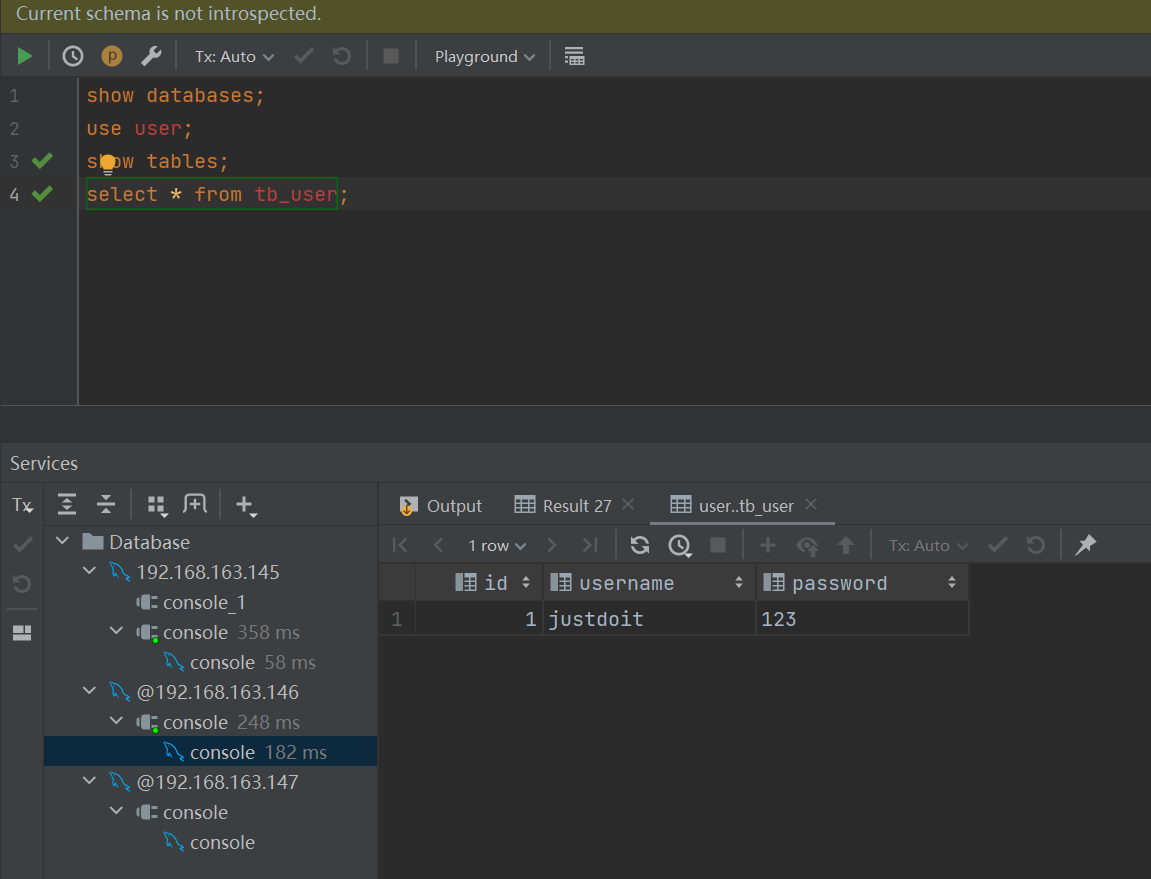 Current schema is not introspected.
p Tx: Auto Playground
1 show databases;
2 use user;
3 show tables;
4 select * from tb_user;
Services
Tx
Output Result 27 user..tb_user
Database
1 row Tx: Auto
192.168.163.145
id username password
console_1
1 1 justdoit 123
console 358 ms
console 58 ms
@192.168.163.146
console 248 ms
console 182 ms
@192.168.163.147
console
console